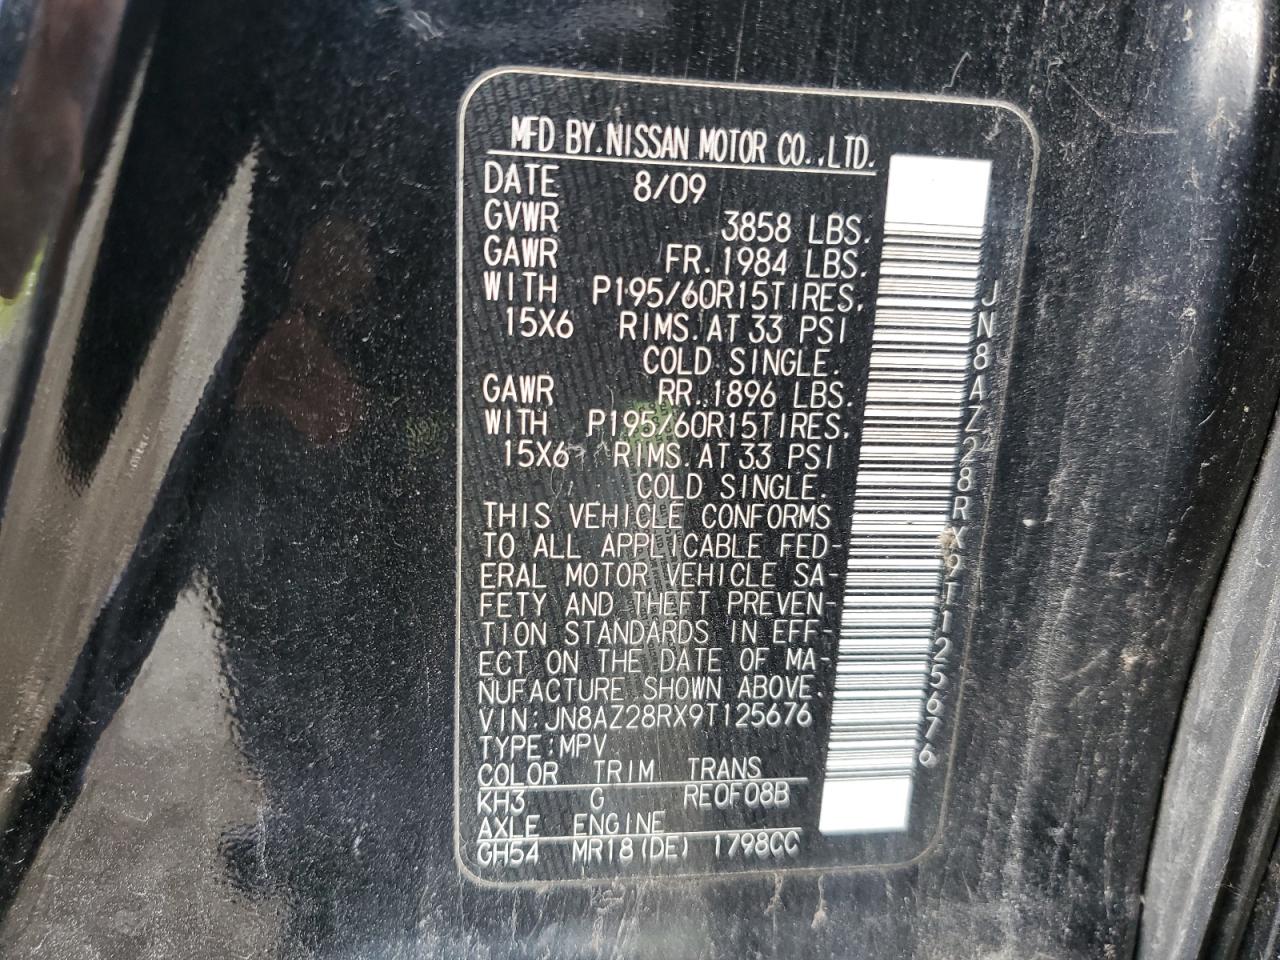 MFD BY.NISSAN MOTOR CO.,LTD.
DATE 8/09
GVWR 3858 LBS.
GAWR FR.1984 LBS.
WITH P195/60R15TIRES.
15X6 RIMS.AT 33 PSI
COLD SINGLE.
GAWR RR.1896 LBS.
WITH P195/60R15TIRES.
15X6 RIMS.AT 33 PSI
COLD SINGLE.
THIS VEHICLE CONFORMS
TO ALL APPLICABLE FED-
ERAL MOTOR VEHICLE SA-
FETY AND THEFT PREVEN-
TION STANDARDS IN EFF-
ECT ON THE DATE OF MA-
NUFACTURE SHOWN ABOVE.
VIN:JN8AZ28RX9T125676
TYPE:MPV
COLOR TRIM TRANS
KH3 G RE0F08B
AXLE ENGINE
GH54 MR18(DE) 1798CC
JN8AZ28RX9T125676